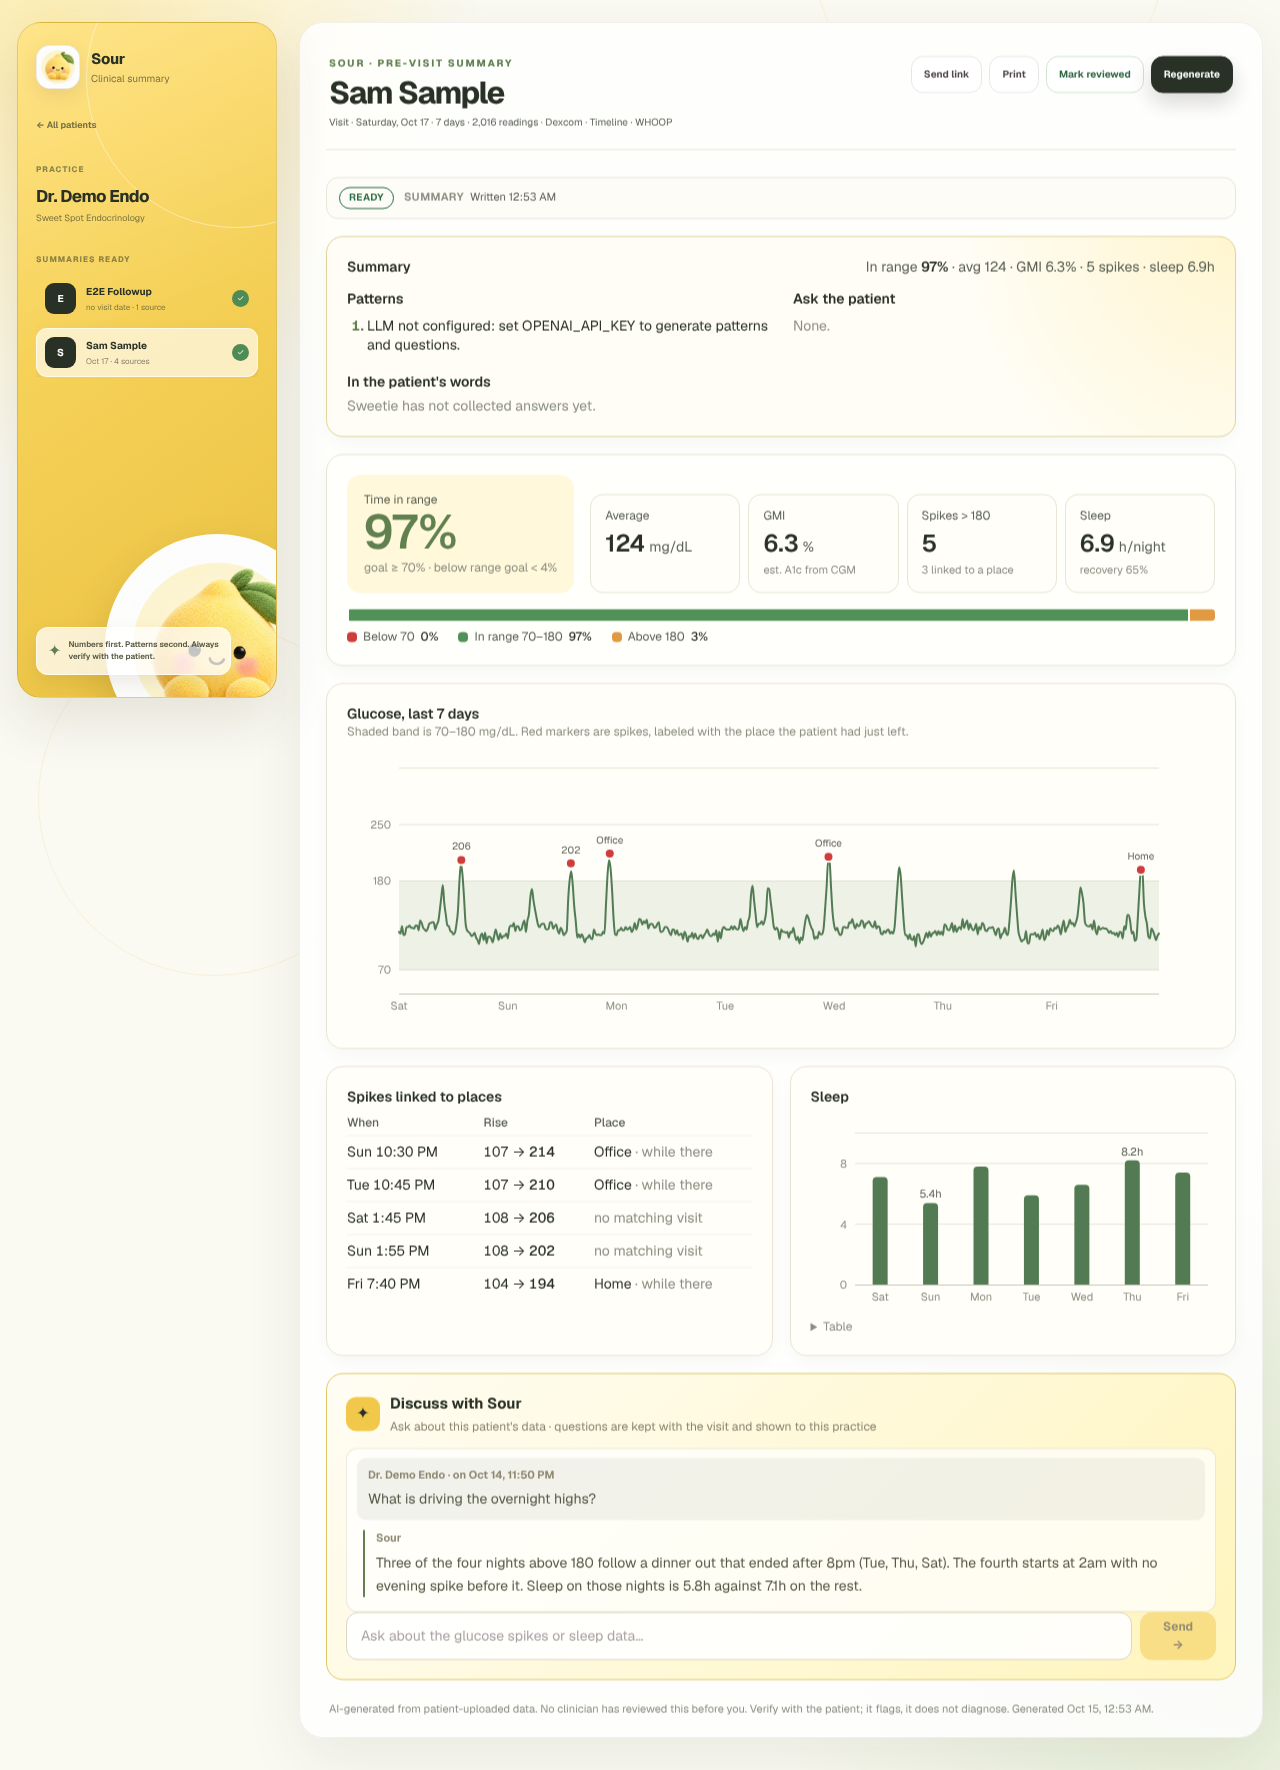 Sour
Clinical summary
← All patients
PRACTICE
Dr. Demo Endo
Sweet Spot Endocrinology
SUMMARIES READY
E
E2E Followup
no visit date · 1 source
S
Sam Sample
Oct 17 · 4 sources
Numbers first. Patterns second. Always
verify with the patient.
SOUR · PRE-VISIT SUMMARY
Sam Sample
Visit · Saturday, Oct 17 · 7 days · 2,016 readings · Dexcom · Timeline · WHOOP
Send link
Print
Mark reviewed
Regenerate
READY SUMMARY Written 12:53 AM
Summary
In range 97% · avg 124 · GMI 6.3% · 5 spikes · sleep 6.9h
Patterns
1. LLM not configured: set OPENAI_API_KEY to generate patterns
and questions.
Ask the patient
None.
In the patient's words
Sweetie has not collected answers yet.
Time in range
97%
goal ≥ 70% · below range goal < 4%
Average
124 mg/dL
GMI
6.3 %
est. A1c from CGM
Spikes > 180
5
3 linked to a place
Sleep
6.9 h/night
recovery 65%
Below 70 0% In range 70–180 97% Above 180 3%
Glucose, last 7 days
Shaded band is 70–180 mg/dL. Red markers are spikes, labeled with the place the patient had just left.
250
180
70
206
202
Office
Office
Home
Sat Sun Mon Tue Wed Thu Fri
Spikes linked to places
When Rise Place
Sun 10:30 PM 107 → 214 Office · while there
Tue 10:45 PM 107 → 210 Office · while there
Sat 1:45 PM 108 → 206 no matching visit
Sun 1:55 PM 108 → 202 no matching visit
Fri 7:40 PM 104 → 194 Home · while there
Sleep
8
4
0
5.4h
8.2h
Sat Sun Mon Tue Wed Thu Fri
▶ Table
Discuss with Sour
Ask about this patient's data · questions are kept with the visit and shown to this practice
Dr. Demo Endo · on Oct 14, 11:50 PM
What is driving the overnight highs?
Sour
Three of the four nights above 180 follow a dinner out that ended after 8pm (Tue, Thu, Sat). The fourth starts at 2am with no
evening spike before it. Sleep on those nights is 5.8h against 7.1h on the rest.
Ask about the glucose spikes or sleep data…
Send
→
AI-generated from patient-uploaded data. No clinician has reviewed this before you. Verify with the patient; it flags, it does not diagnose. Generated Oct 15, 12:53 AM.